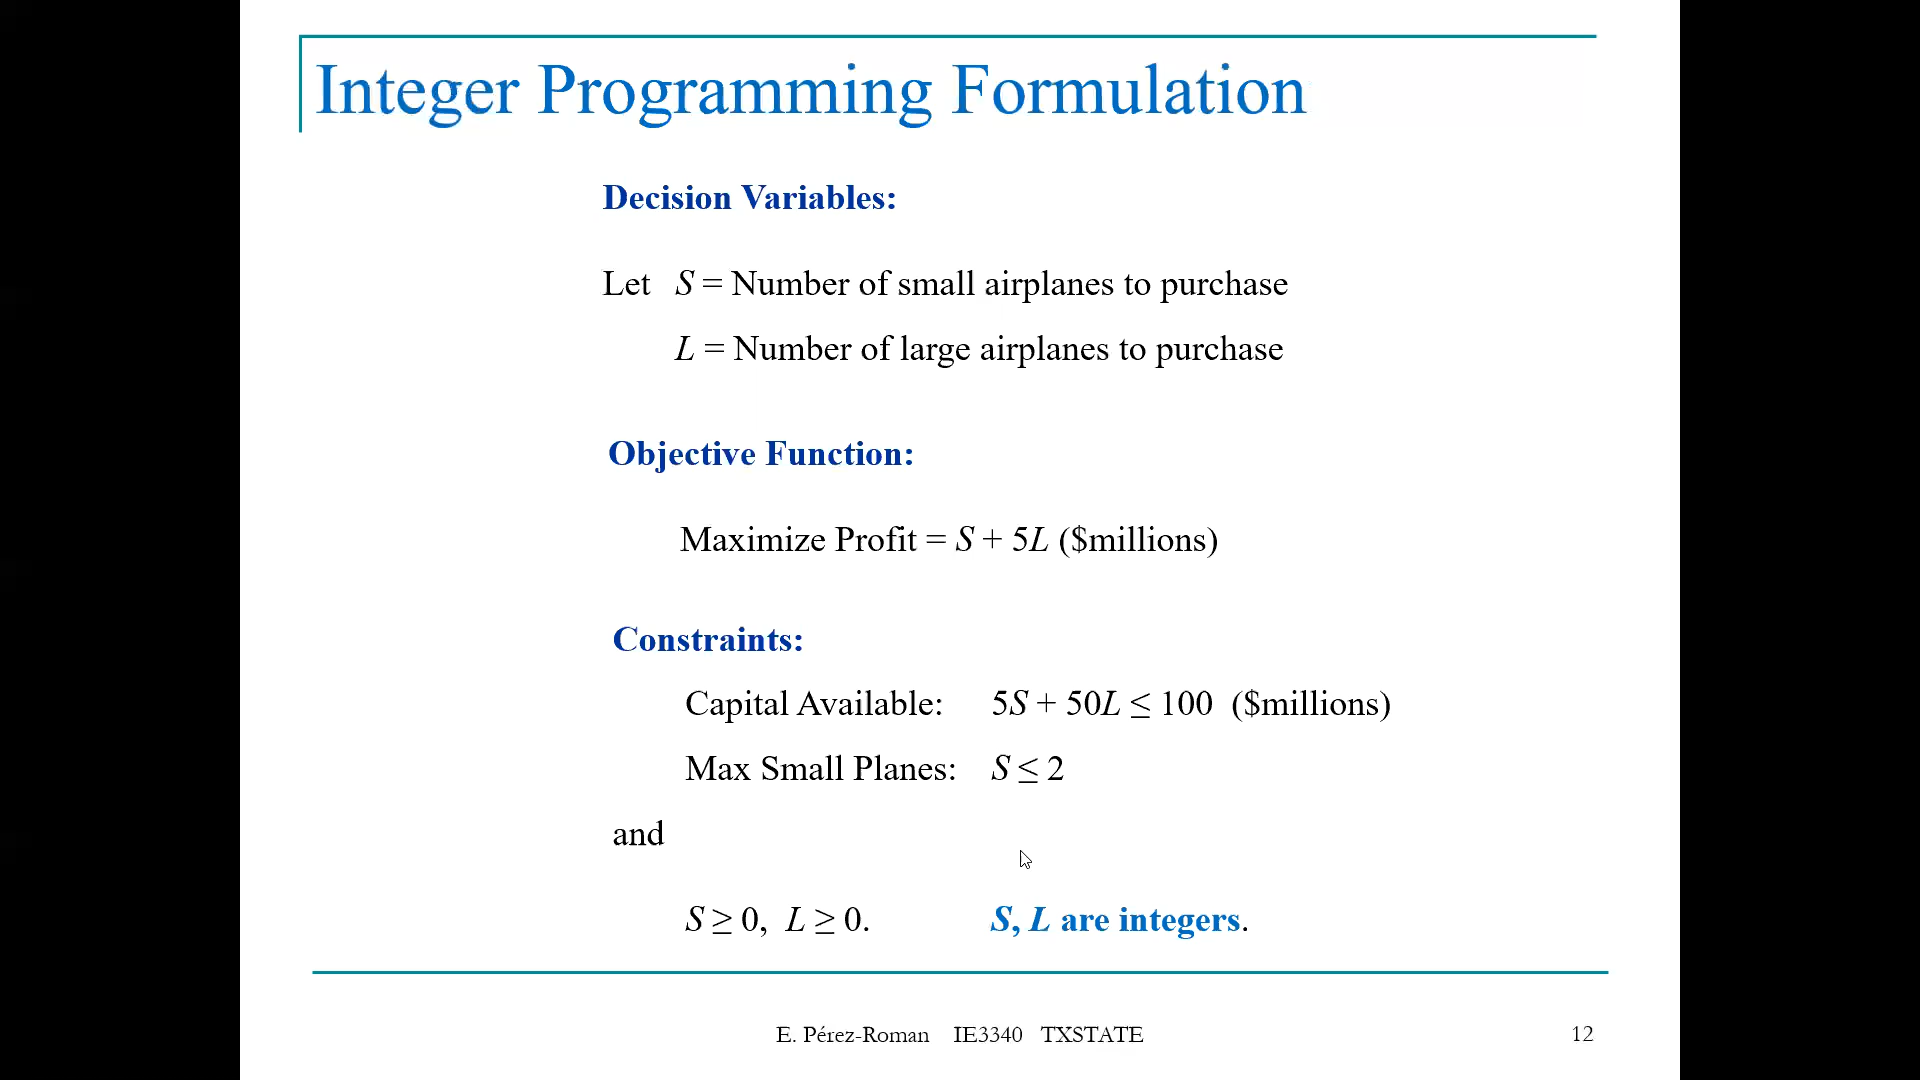 Integer Programming Formulation
Decision Variables:
Let S = Number of small airplanes to purchase
L = Number of large airplanes to purchase
Objective Function:
Maximize Profit = S + 5L ($millions)
Constraints:
Capital Available: 5S + 50L ≤ 100 ($millions)
Max Small Planes: S ≤ 2
and
S ≥ 0, L ≥ 0. S, L are integers.
E. Pérez-Roman IE3340 TXSTATE 12